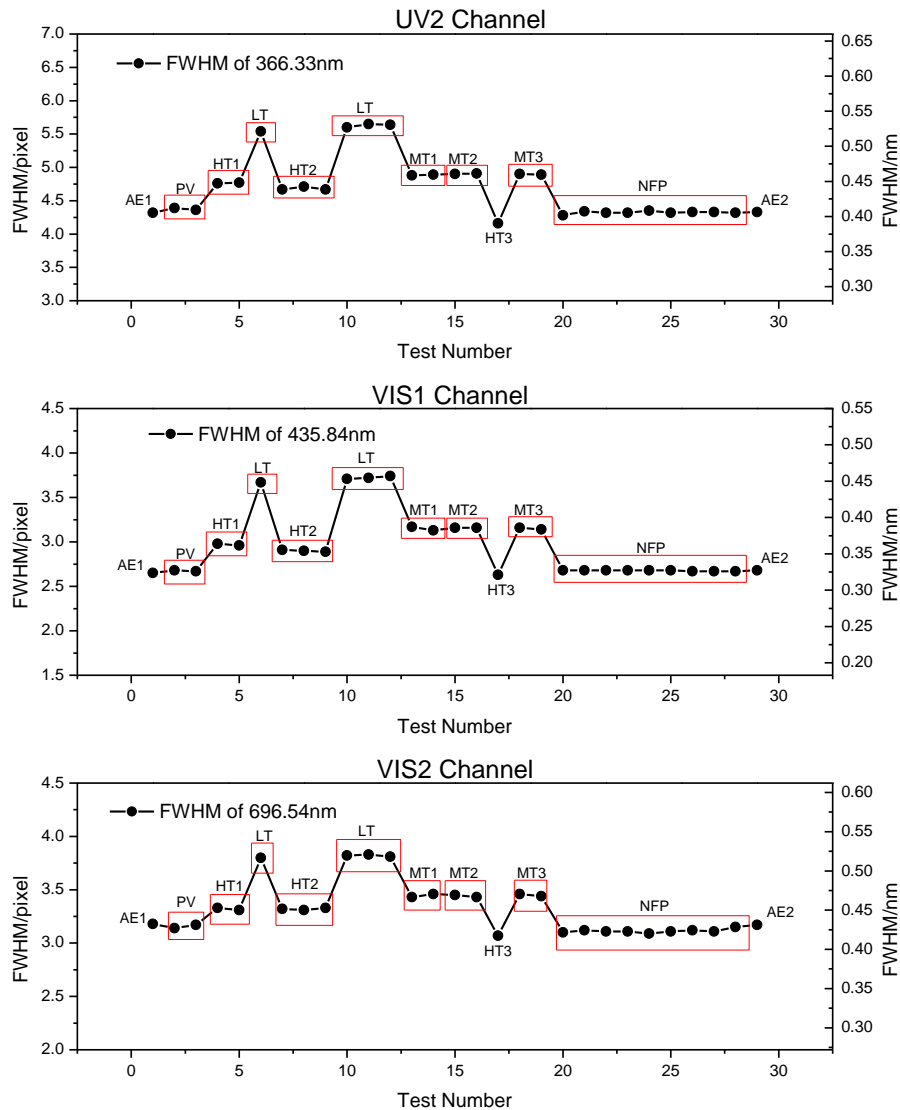 UV2 Channel
7.0
6.5
6.0
5.5
5.0
4.5
4.0
3.5
3.0
FWHM/pixel
FWHM of 366.33nm
AE1
PV
HT1
LT
HT2
LT
MT1
MT2
HT3
MT3
NFP
AE2
0.65
0.60
0.55
0.50
0.45
0.40
0.35
0.30
FWHM/nm
0 5 10 15 20 25 30
Test Number
VIS1 Channel
4.5
4.0
3.5
3.0
2.5
2.0
1.5
FWHM/pixel
FWHM of 435.84nm
AE1
PV
HT1
LT
HT2
LT
MT1
MT2
HT3
MT3
NFP
AE2
0.55
0.50
0.45
0.40
0.35
0.30
0.25
0.20
FWHM/nm
0 5 10 15 20 25 30
Test Number
VIS2 Channel
4.5
4.0
3.5
3.0
2.5
2.0
FWHM/pixel
FWHM of 696.54nm
AE1
PV
HT1
LT
HT2
LT
MT1
MT2
HT3
MT3
NFP
AE2
0.60
0.55
0.50
0.45
0.40
0.35
0.30
FWHM/nm
0 5 10 15 20 25 30
Test Number